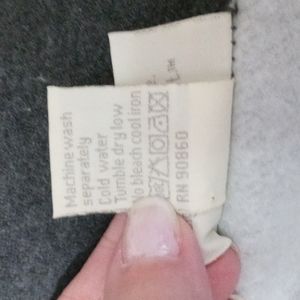 Machine wash
separately
Cold water
Tumble dry low
No bleach cool iron
RN 90860